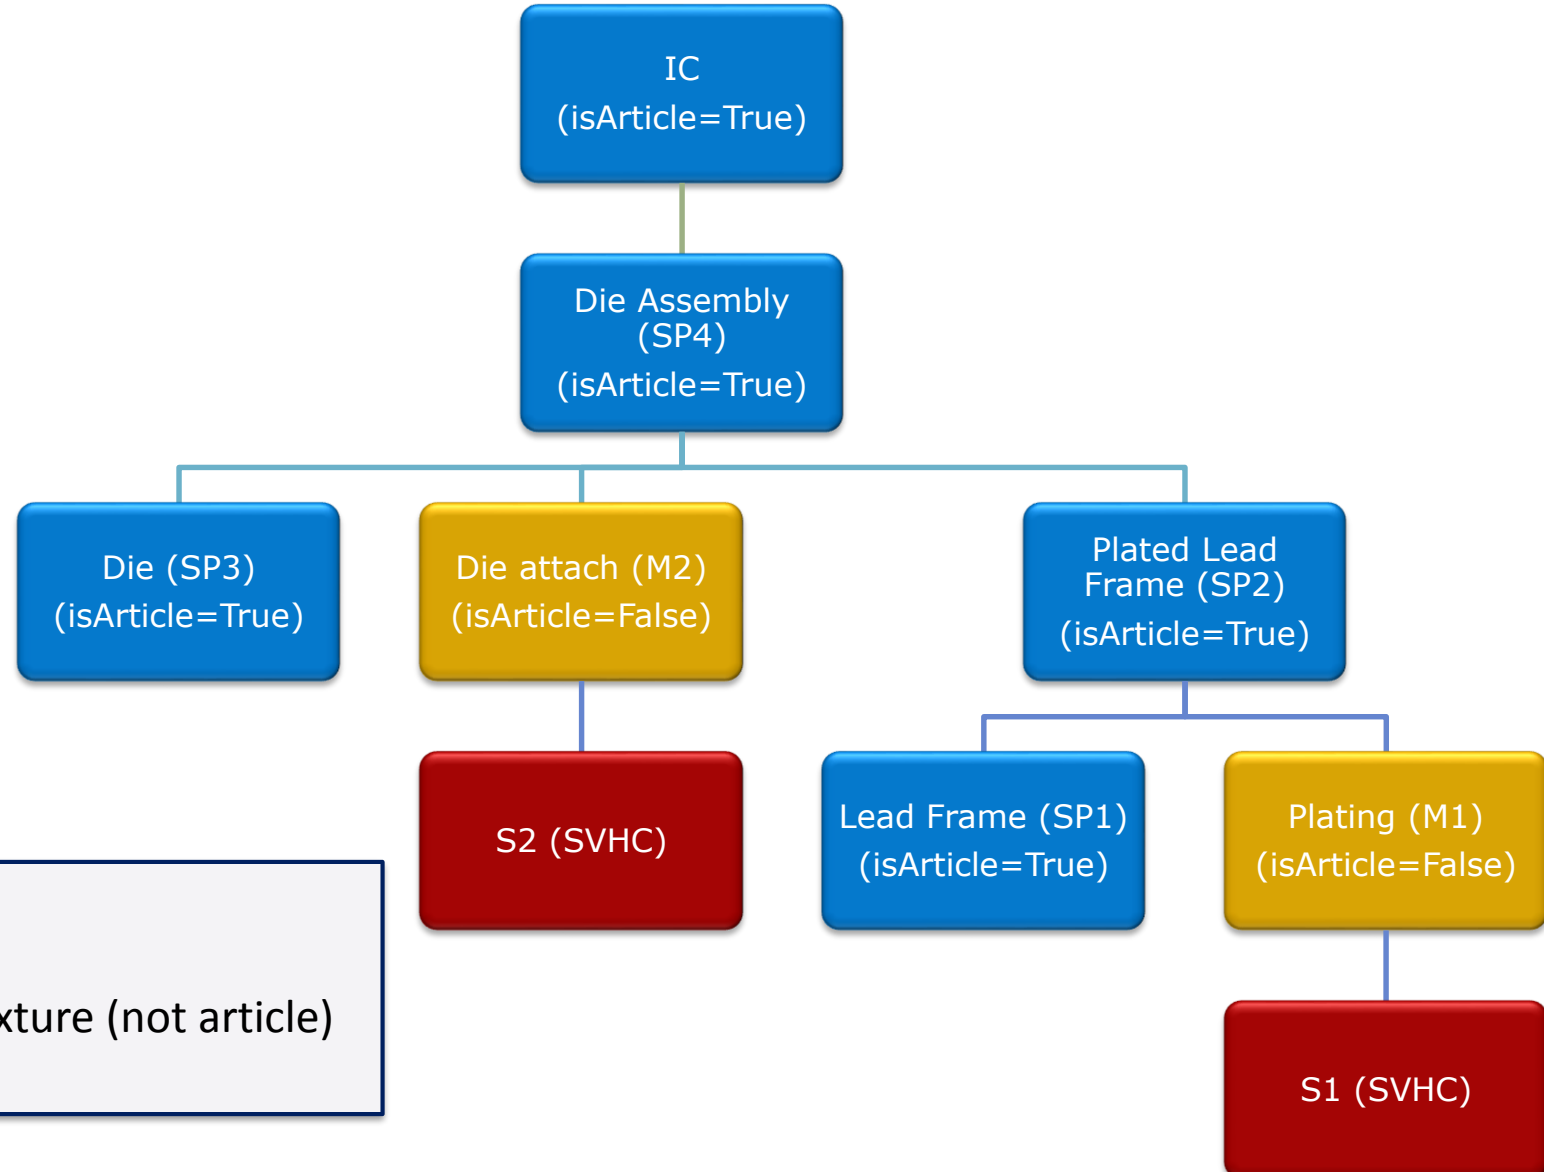 IC
(isArticle=True)
Die Assembly
(SP4)
(isArticle=True)
Die (SP3)
(isArticle=True)
Die attach (M2)
(isArticle=False)
Plated Lead
Frame (SP2)
(isArticle=True)
S2 (SVHC)
Lead Frame (SP1)
(isArticle=True)
Plating (M1)
(isArticle=False)
(not article)
S1 (SVHC)